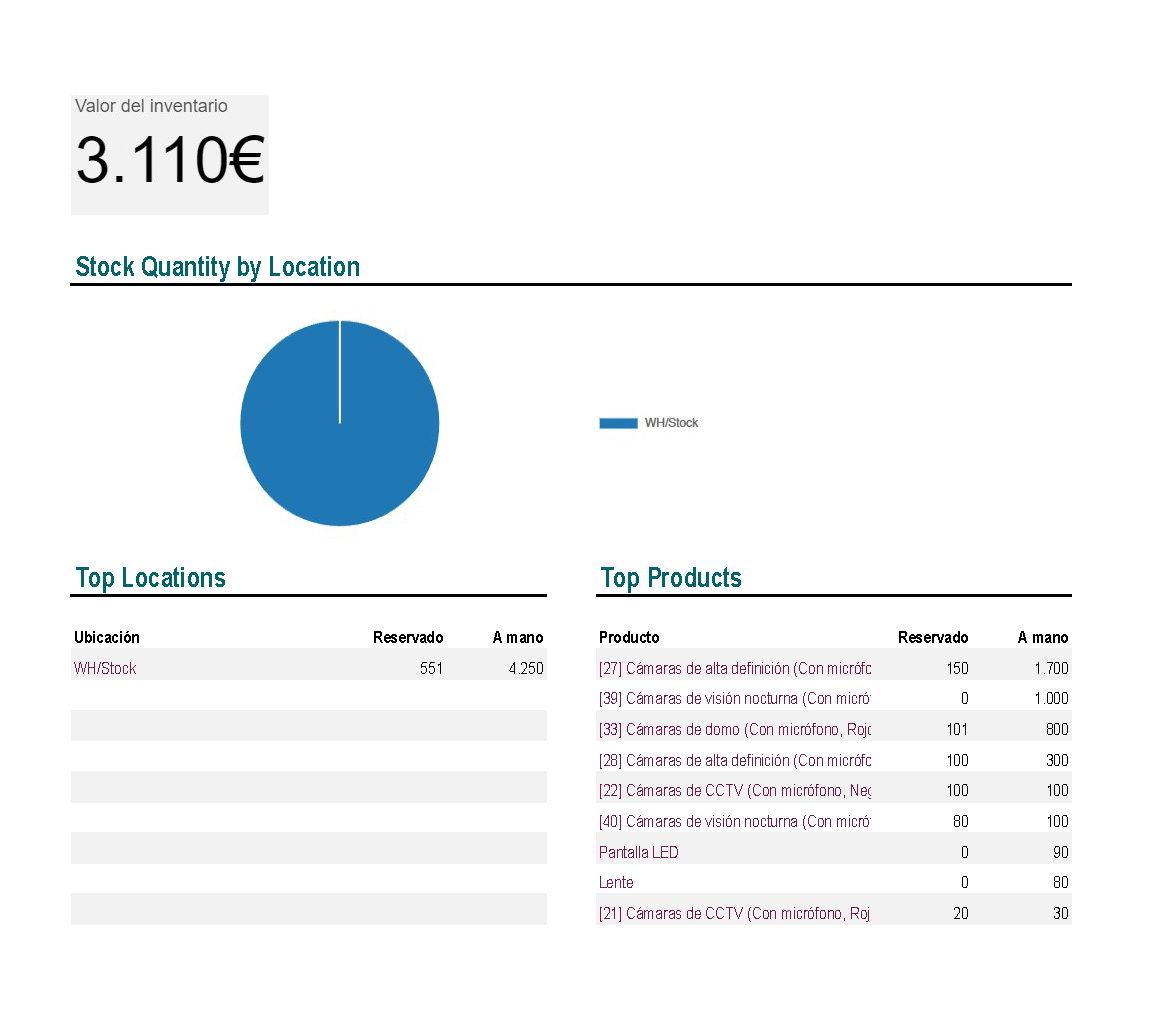 Valor del inventario
3.110€
Stock Quantity by Location
WH/Stock
Top Locations
Ubicación Reservado A mano
WH/Stock 551 4.250
Top Products
Producto Reservado A mano
[27] Cámaras de alta definición (Con micrófo 150 1.700
[39] Cámaras de visión nocturna (Con micró 0 1.000
[33] Cámaras de domo (Con micrófono, Rojo 101 800
[28] Cámaras de alta definición (Con micrófo 100 300
[22] Cámaras de CCTV (Con micrófono, Neg 100 100
[40] Cámaras de visión nocturna (Con micró 80 100
Pantalla LED 0 90
Lente 0 80
[21] Cámaras de CCTV (Con micrófono, Roj 20 30